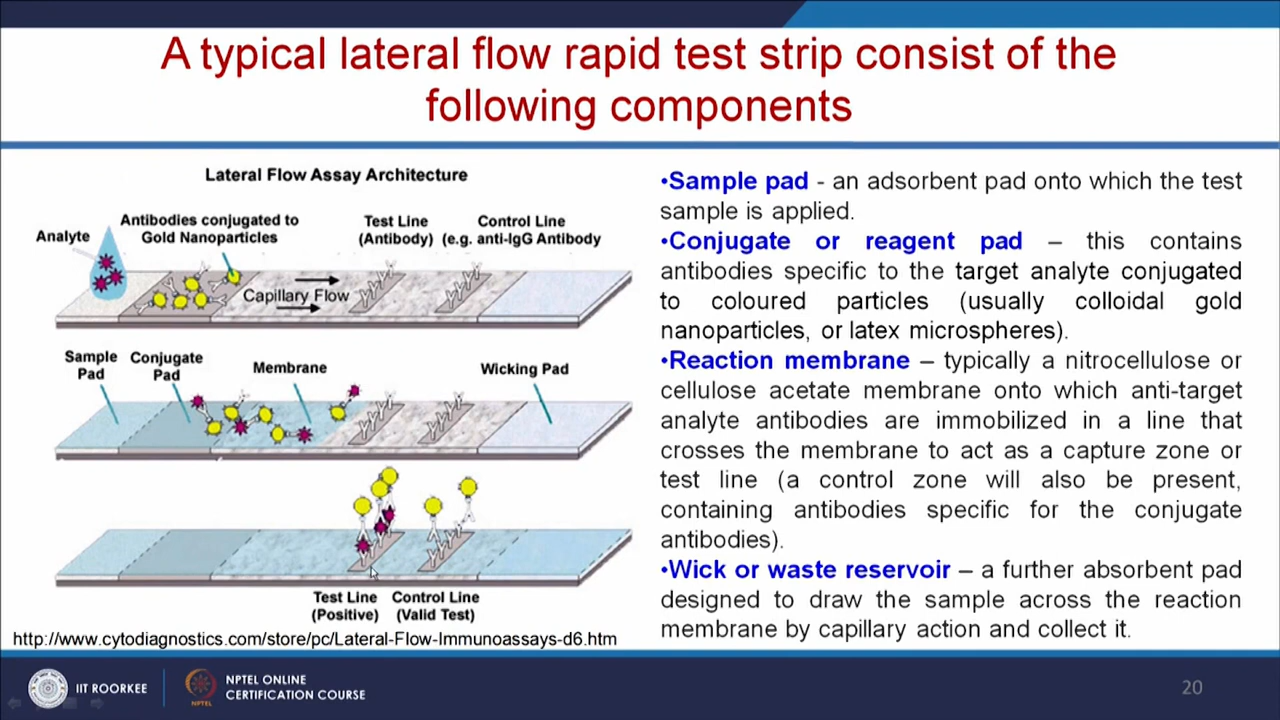 A typical lateral flow rapid test strip consist of the
following components
Lateral Flow Assay Architecture
Analyte
Antibodies conjugated to
Gold Nanoparticles
Test Line
(Antibody)
Control Line
(e.g. anti-IgG Antibody
Capillary Flow
Sample
Pad
Conjugate
Pad
Membrane
Wicking Pad
Test Line
(Positive)
Control Line
(Valid Test)
http://www.cytodiagnostics.com/store/pc/Lateral-Flow-Immunoassays-d6.htm
•Sample pad - an adsorbent pad onto which the test
sample is applied.
•Conjugate or reagent pad – this contains
antibodies specific to the target analyte conjugated
to coloured particles (usually colloidal gold
nanoparticles, or latex microspheres).
•Reaction membrane – typically a nitrocellulose or
cellulose acetate membrane onto which anti-target
analyte antibodies are immobilized in a line that
crosses the membrane to act as a capture zone or
test line (a control zone will also be present,
containing antibodies specific for the conjugate
antibodies).
•Wick or waste reservoir – a further absorbent pad
designed to draw the sample across the reaction
membrane by capillary action and collect it.
IIT ROORKEE
NPTEL
NPTEL ONLINE
CERTIFICATION COURSE
20